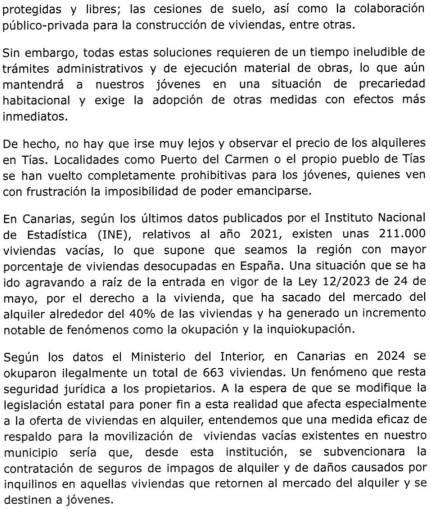 protegidas y libres; las cesiones de suelo, así como la colaboración
público-privada para la construcción de viviendas, entre otras.
Sin embargo, todas estas soluciones requieren de un tiempo ineludible de
trámites administrativos y de ejecución material de obras, lo que aún
mantendrá a nuestros jóvenes en una situación de precariedad
habitacional y exige la adopción de otras medidas con efectos más
inmediatos.
De hecho, no hay que irse muy lejos y observar el precio de los alquileres
en Tías. Localidades como Puerto del Carmen o el propio pueblo de Tías
se han vuelto completamente prohibitivas para los jóvenes, quienes ven
con frustración la imposibilidad de poder emanciparse.
En Canarias, según los últimos datos publicados por el Instituto Nacional
de Estadística (INE), relativos al año 2021, existen unas 211.000
viviendas vacías, lo que supone que seamos la región con mayor
porcentaje de viviendas desocupadas en España. Una situación que se ha
ido agravando a raíz de la entrada en vigor de la Ley 12/2023 de 24 de
mayo, por el derecho a la vivienda, que ha sacado del mercado del
alquiler alrededor del 40% de las viviendas y ha generado un incremento
notable de fenómenos como la okupación y la inquiokupación.
Según los datos el Ministerio del Interior, en Canarias en 2024 se
okuparon ilegalmente un total de 663 viviendas. Un fenómeno que resta
seguridad jurídica a los propietarios. A la espera de que se modifique la
legislación estatal para poner fin a esta realidad que afecta especialmente
a la oferta de viviendas en alquiler, entendemos que una medida eficaz de
respaldo para la movilización de viviendas vacías existentes en nuestro
municipio sería que, desde esta institución, se subvencionara la
contratación de seguros de impagos de alquiler y de daños causados por
inquilinos en aquellas viviendas que retornen al mercado del alquiler y se
destinen a jóvenes.